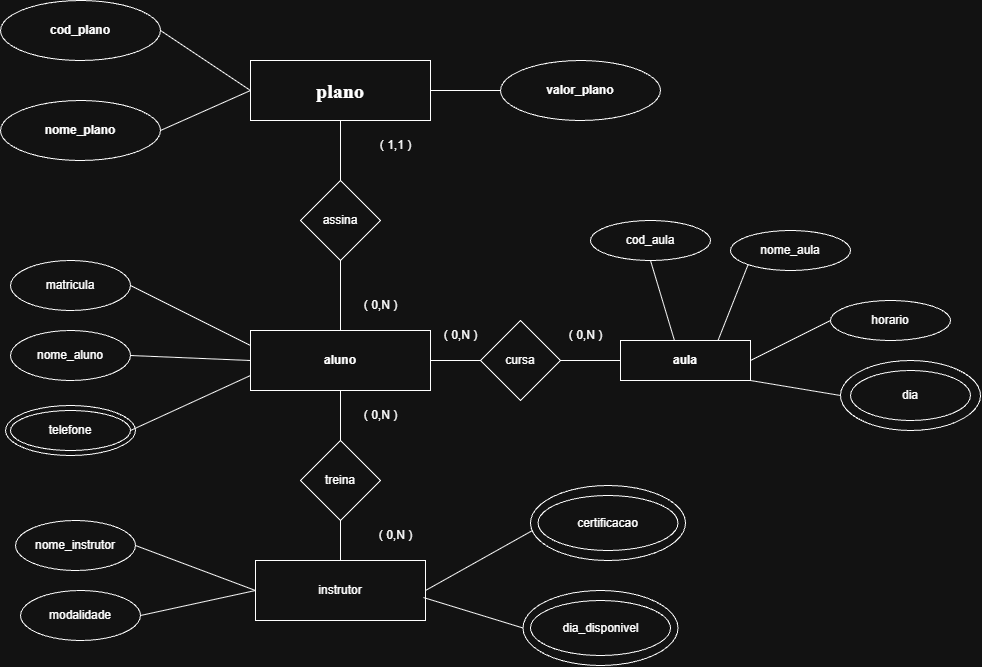 cod_plano
plano
valor_plano
nome_plano
( 1,1 )
assina
cod_aula
nome_aula
matricula
( 0,N )
horario
( 0,N )
( 0,N )
nome_aluno
aluno
cursa
aula
dia
( 0,N )
telefone
treina
certificacao
( 0,N )
nome_instrutor
instrutor
modalidade
dia_disponivel